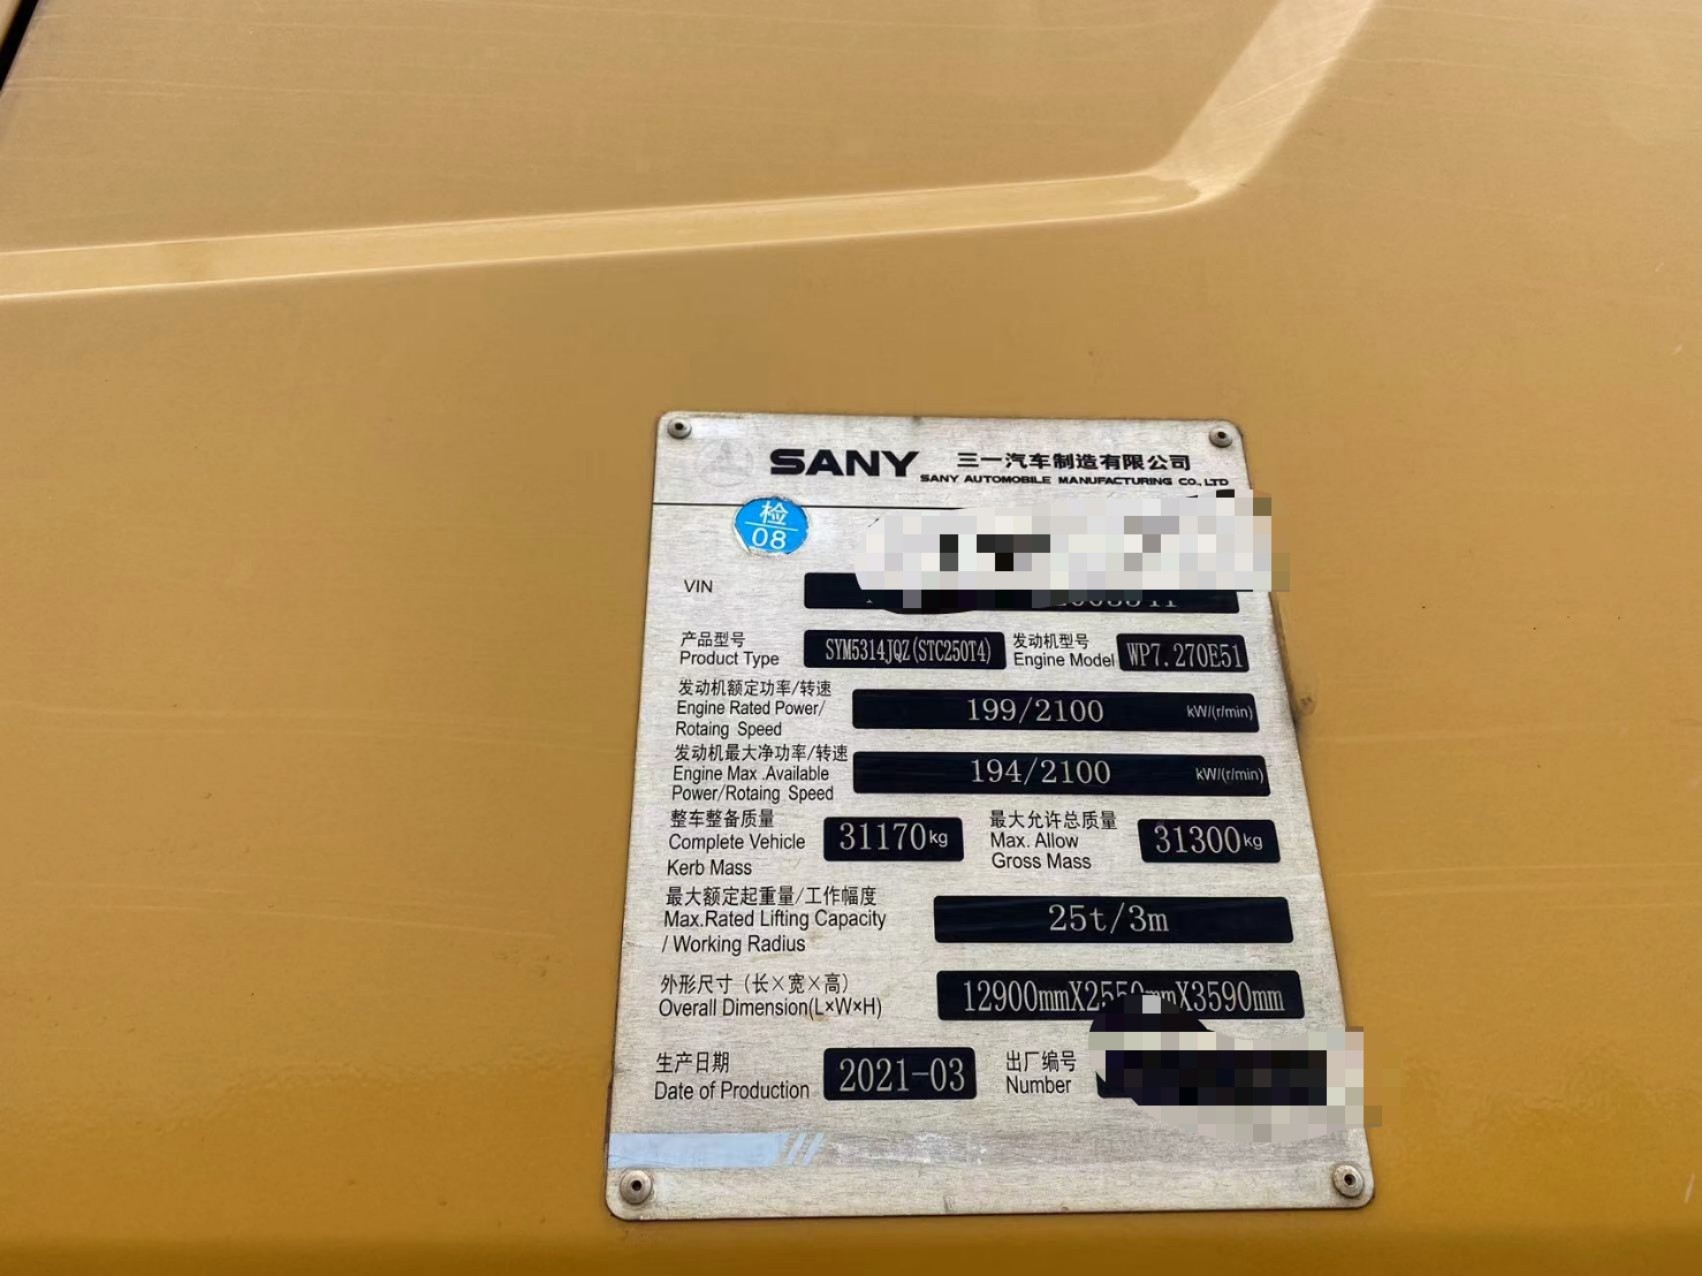 SANY 三一汽车制造有限公司
SANY AUTOMOBILE MANUFACTURING CO., LTD
检
08
VIN
产品型号 SYM5314JQZ(STC250T4) 发动机型号 WP7.270E51
Product Type Engine Model
发动机额定功率/转速
Engine Rated Power/ 199/2100 kW/(r/min)
Rotaing Speed
发动机最大净功率/转速
Engine Max .Available 194/2100 kW/(r/min)
Power/Rotaing Speed
整车整备质量 最大允许总质量
Complete Vehicle 31170kg Max. Allow 31300kg
Kerb Mass Gross Mass
最大额定起重量/工作幅度
Max.Rated Lifting Capacity 25t/3m
/ Working Radius
外形尺寸（长×宽×高）
Overall Dimension(L×W×H) 12900mmX2550mmX3590mm
生产日期 2021-03 出厂编号
Date of Production Number